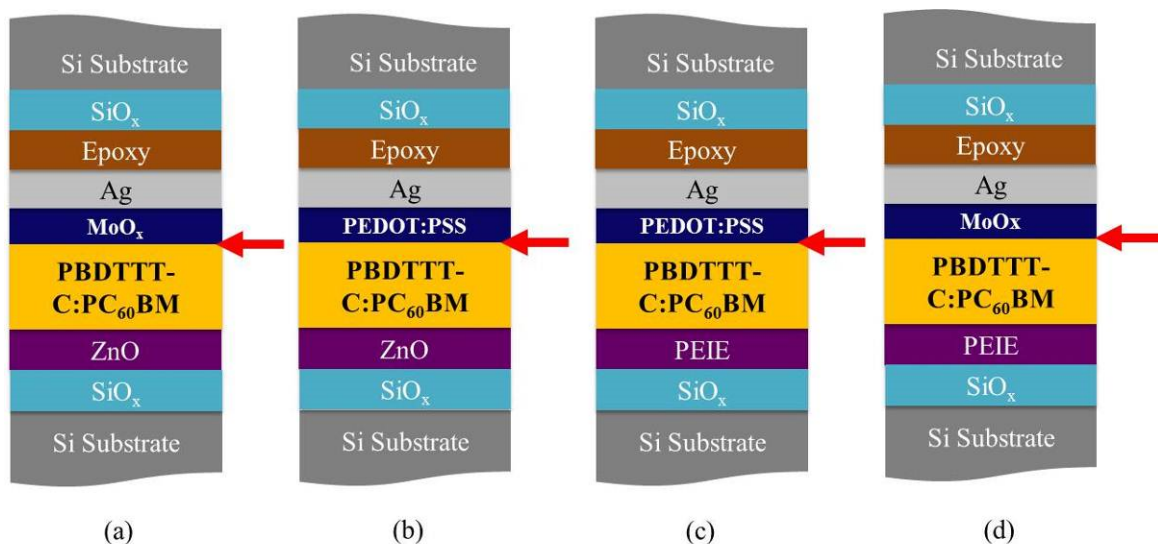 Si Substrate
SiOₓ
Epoxy
Ag
MoOₓ
PBDTTT-
C:PC₆₀BM
ZnO
SiOₓ
Si Substrate
(a)
Si Substrate
SiOₓ
Epoxy
Ag
PEDOT:PSS
PBDTTT-
C:PC₆₀BM
ZnO
SiOₓ
Si Substrate
(b)
Si Substrate
SiOₓ
Epoxy
Ag
PEDOT:PSS
PBDTTT-
C:PC₆₀BM
PEIE
SiOₓ
Si Substrate
(c)
Si Substrate
SiOₓ
Epoxy
Ag
MoOx
PBDTTT-
C:PC₆₀BM
PEIE
SiOₓ
Si Substrate
(d)